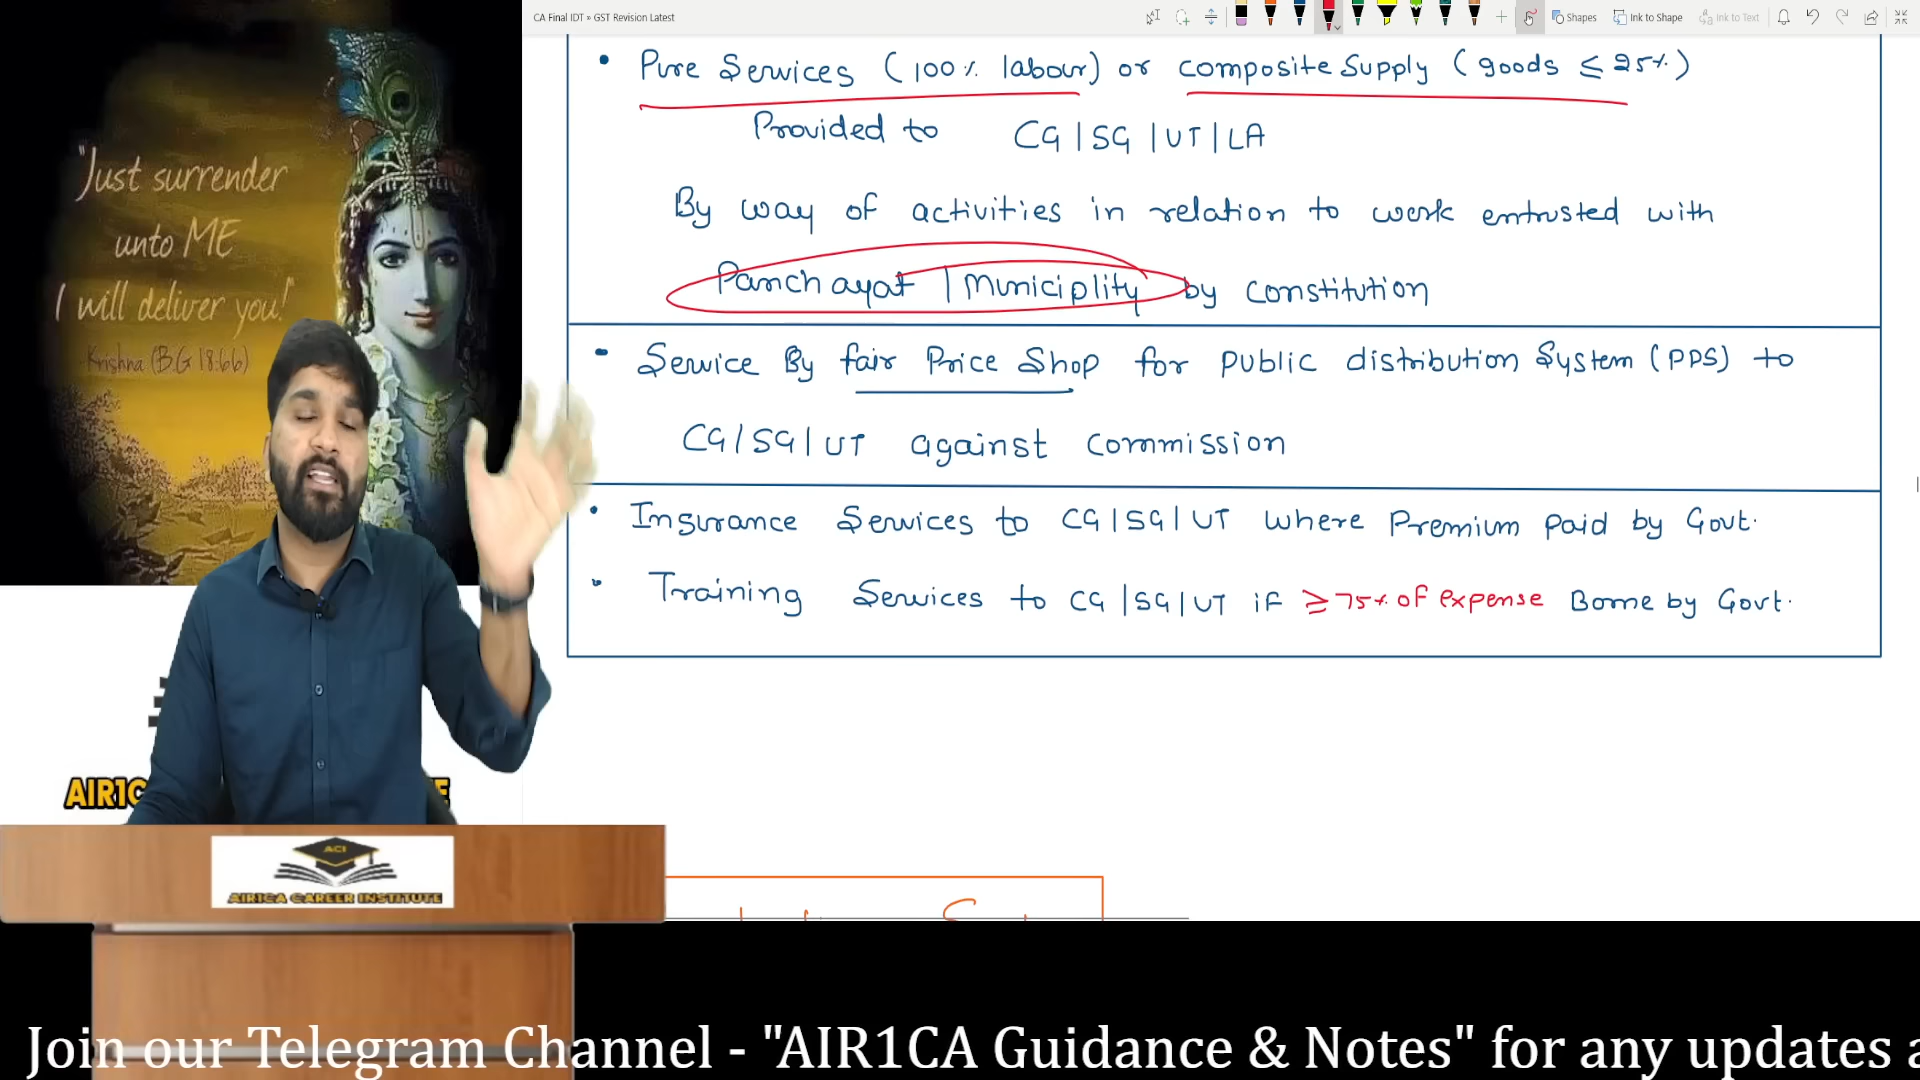 CA Final IDT » GST Revision Latest
Shapes
Ink to Shape
Ink to Text
• Pure Services (100% labour) or composite Supply (goods ≤ 25%)
Provided to CG | SG | UT | LA
By way of activities in relation to work entrusted with
Panchayat | Municiplity by constitution
• Service By fair Price Shop for Public distribution System (PDS) to
CG | SG | UT against Commission
• Insurance Services to CG | SG | UT where Premium Paid by Govt.
• Training Services to CG | SG | UT if ≥ 75% of expense Borne by Govt.
"Just surrender
unto ME
I will deliver you!"
-Krishna (B.G 18:66)
AIR1C
E
ACI
AIR1CA CAREER INSTITUTE
Join our Telegram Channel - "AIR1CA Guidance & Notes" for any updates a